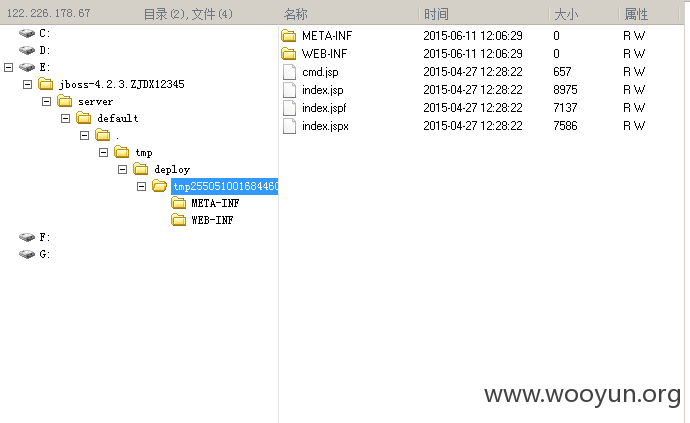 122.226.178.67 目录(2),文件(4) 名称 时间 大小 属性
C:
D:
E:
jboss-4.2.3.ZJDX12345
server
default
.
tmp
deploy
tmp25505100168446
META-INF
WEB-INF
F:
G:
META-INF 2015-06-11 12:06:29 0 R W
WEB-INF 2015-06-11 12:06:29 0 R W
cmd.jsp 2015-04-27 12:28:22 657 R W
index.jsp 2015-04-27 12:28:22 8975 R W
index.jspf 2015-04-27 12:28:22 7137 R W
index.jspx 2015-04-27 12:28:22 7586 R W
www.wooyun.org